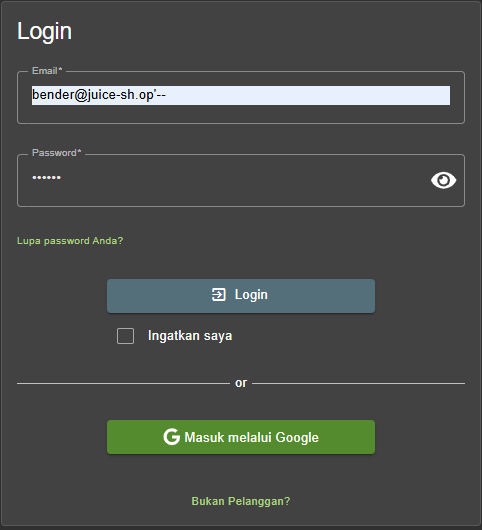 Login
Email*
bender@juice-sh.op'--
Password*
••••••
Lupa password Anda?
Login
Ingatkan saya
or
Masuk melalui Google
Bukan Pelanggan?